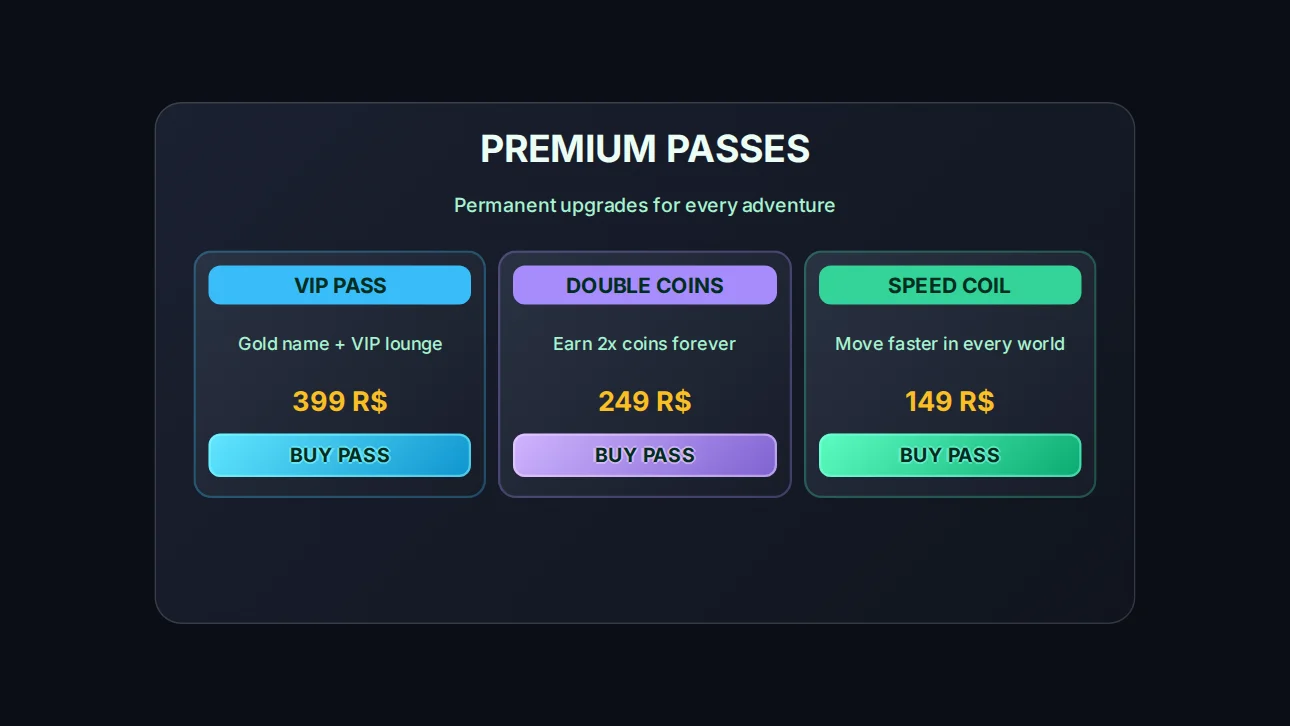 PREMIUM PASSES
Permanent upgrades for every adventure
VIP PASS
Gold name + VIP lounge
399 R$
BUY PASS
DOUBLE COINS
Earn 2x coins forever
249 R$
BUY PASS
SPEED COIL
Move faster in every world
149 R$
BUY PASS